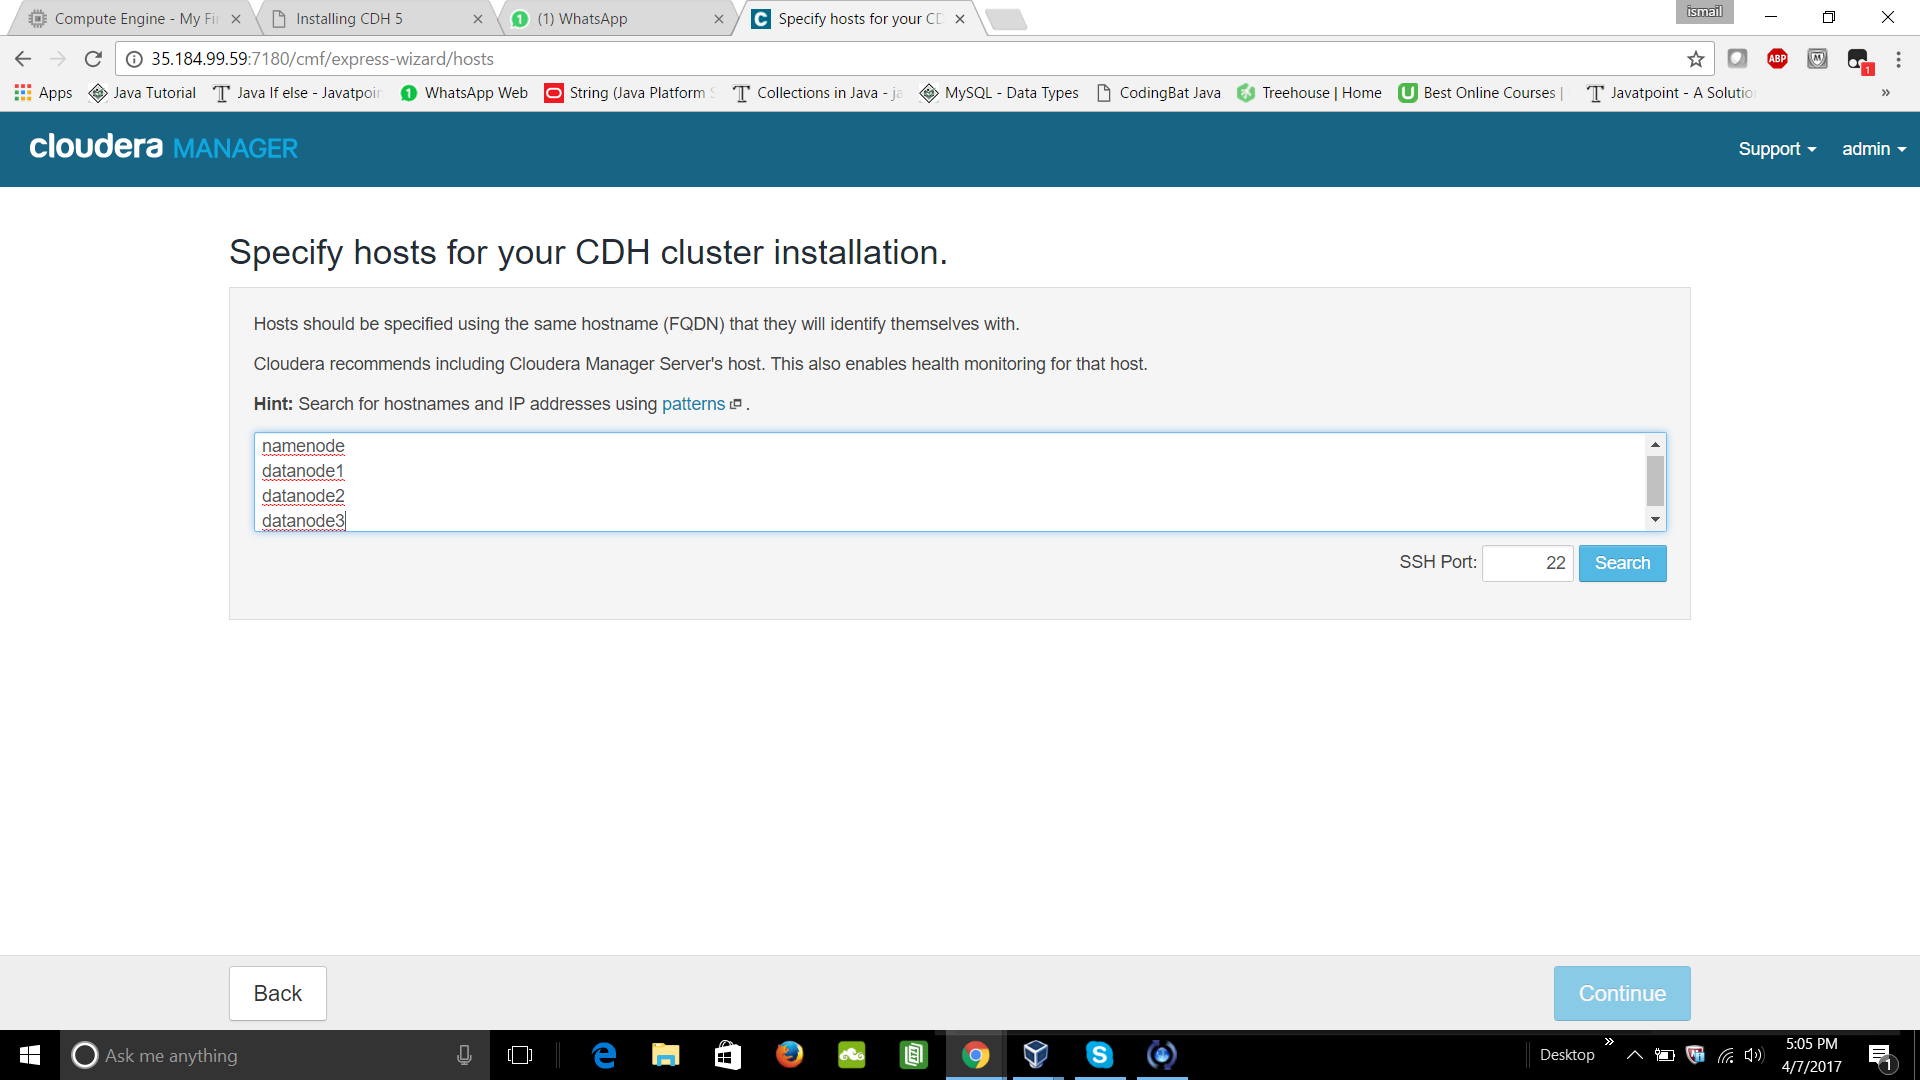 Compute Engine - My Fi
Installing CDH 5
(1) WhatsApp
Specify hosts for your CD
ismail
35.184.99.59:7180/cmf/express-wizard/hosts
ABP
1
Apps
Java Tutorial
Java If else - Javatpoin
WhatsApp Web
String (Java Platform S
Collections in Java - ja
MySQL - Data Types
CodingBat Java
Treehouse | Home
Best Online Courses |
Javatpoint - A Solution
»
cloudera MANAGER
Support
admin
Specify hosts for your CDH cluster installation.
Hosts should be specified using the same hostname (FQDN) that they will identify themselves with.
Cloudera recommends including Cloudera Manager Server's host. This also enables health monitoring for that host.
Hint: Search for hostnames and IP addresses using patterns .
namenode
datanode1
datanode2
datanode3
SSH Port: 22 Search
Back
Continue
Ask me anything
Desktop
»
5:05 PM
4/7/2017
1